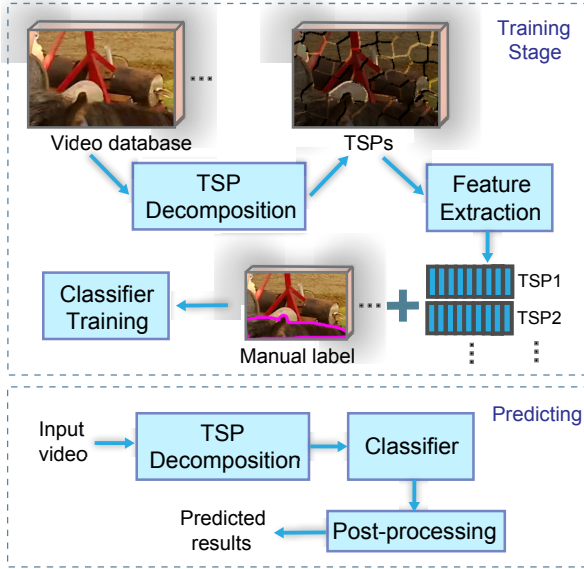 Training
Stage
Video database
TSPs
TSP
Decomposition
Feature
Extraction
Classifier
Training
Manual label
TSP1
TSP2
Predicting
Input
video
TSP
Decomposition
Classifier
Predicted
results
Post-processing